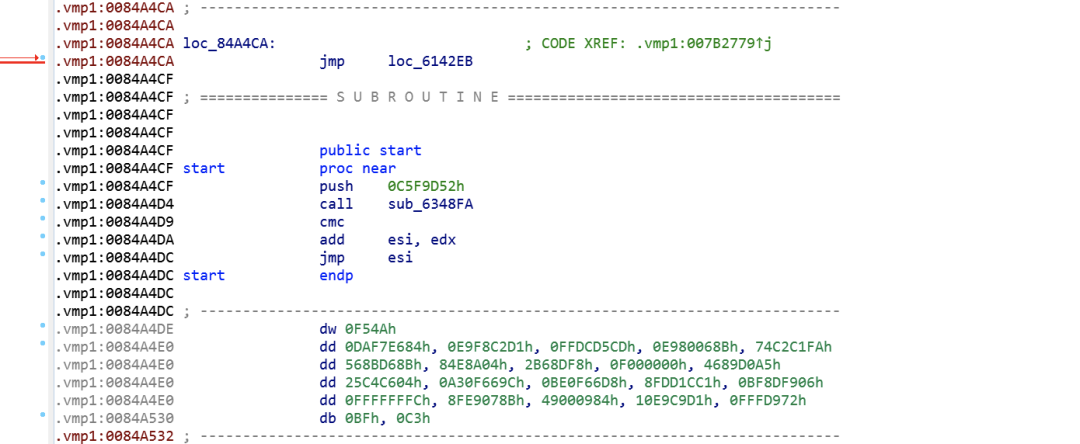 .vmp1:0084A4CA ; ---------------------------------------------------------------------------
.vmp1:0084A4CA
.vmp1:0084A4CA loc_84A4CA: ; CODE XREF: .vmp1:007B2779↑j
.vmp1:0084A4CA jmp loc_6142EB
.vmp1:0084A4CF
.vmp1:0084A4CF ; =============== S U B R O U T I N E =======================================
.vmp1:0084A4CF
.vmp1:0084A4CF
.vmp1:0084A4CF public start
.vmp1:0084A4CF start proc near
.vmp1:0084A4CF push 0C5F9D52h
.vmp1:0084A4D4 call sub_6348FA
.vmp1:0084A4D9 cmc
.vmp1:0084A4DA add esi, edx
.vmp1:0084A4DC jmp esi
.vmp1:0084A4DC start endp
.vmp1:0084A4DC
.vmp1:0084A4DC ; ---------------------------------------------------------------------------
.vmp1:0084A4DE dw 0F54Ah
.vmp1:0084A4E0 dd 0DAF7E684h, 0E9F8C2D1h, 0FFDCD5CDh, 0E980068Bh, 74C2C1FAh
.vmp1:0084A4E0 dd 568BD68Bh, 84E8A04h, 2B68DF8h, 0F000000h, 4689D0A5h
.vmp1:0084A4E0 dd 25C4C604h, 0A30F669Ch, 0BE0F66D8h, 8FDD1CC1h, 0BF8DF906h
.vmp1:0084A4E0 dd 0FFFFFFFCh, 8FE9078Bh, 49000984h, 10E9C9D1h, 0FFFD972h
.vmp1:0084A530 db 0BFh, 0C3h
.vmp1:0084A532 ; ---------------------------------------------------------------------------